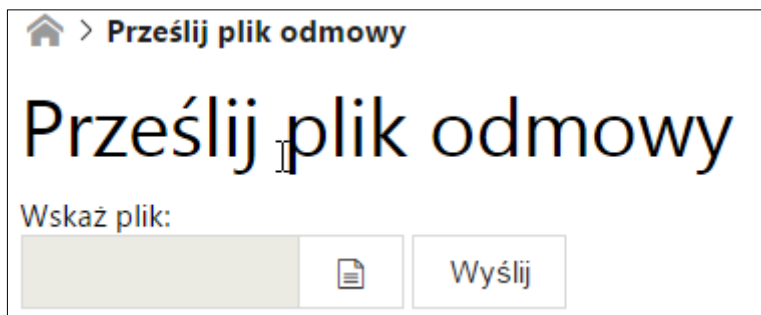 > Prześlij plik odmowy
Prześlij plik odmowy
Wskaż plik:
Wyślij